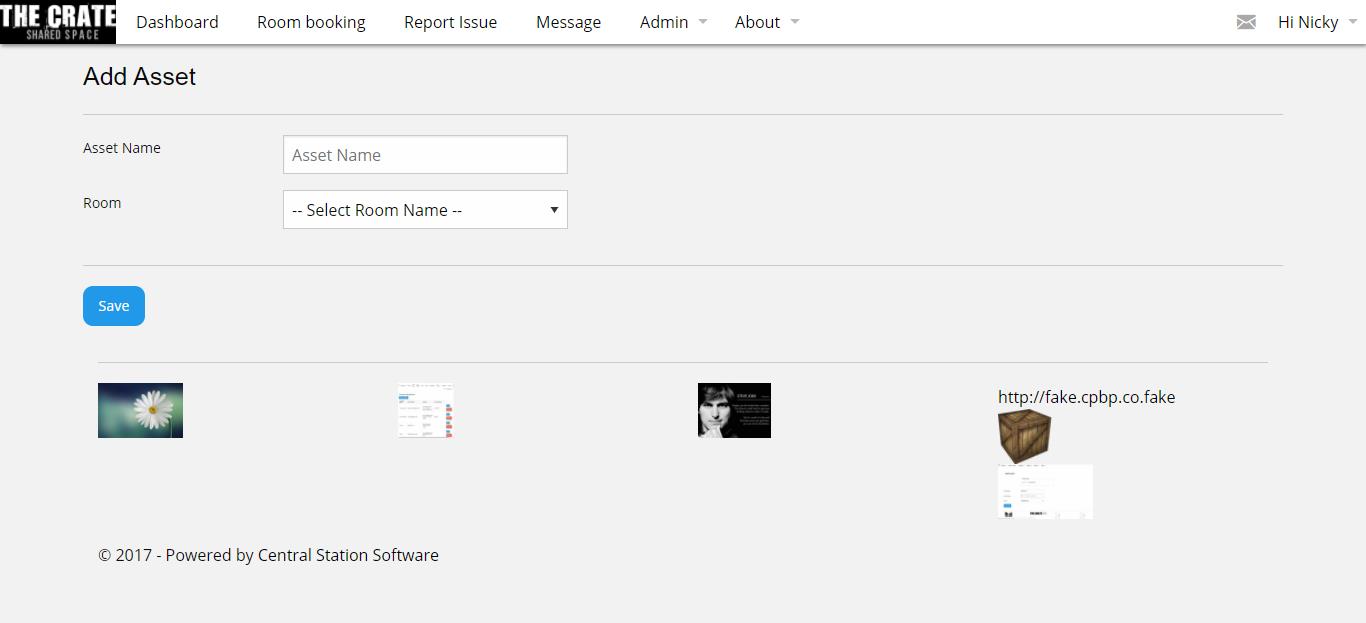 THE CRATE
SHARED SPACE
Dashboard
Room booking
Report Issue
Message
Admin
About
Hi Nicky
Add Asset
Asset Name
Asset Name
Room
-- Select Room Name --
Save
http://fake.cpbp.co.fake
© 2017 - Powered by Central Station Software